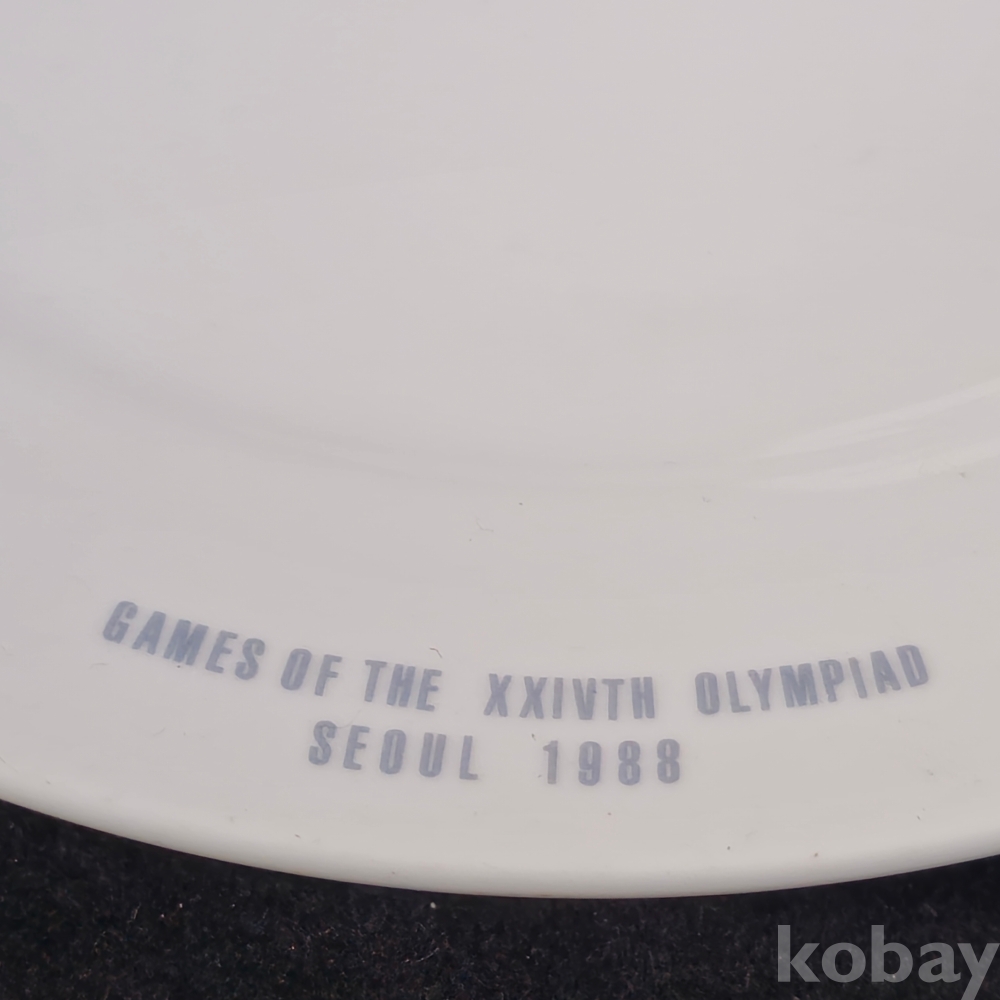 GAMES OF THE XXIVTH OLYMPIAD
SEOUL 1988
kobay